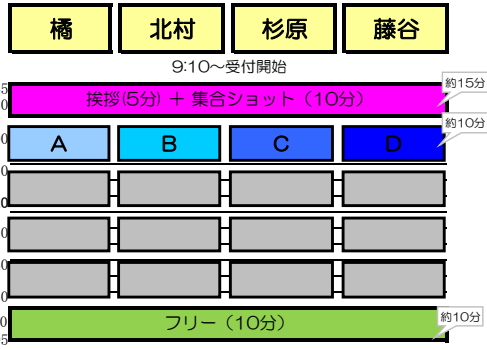 橘 北村 杉原 藤谷
9:10～受付開始
約15分
挨拶(5分) ＋ 集合ショット（10分）
約10分
A B C D
フリー（10分）
約10分